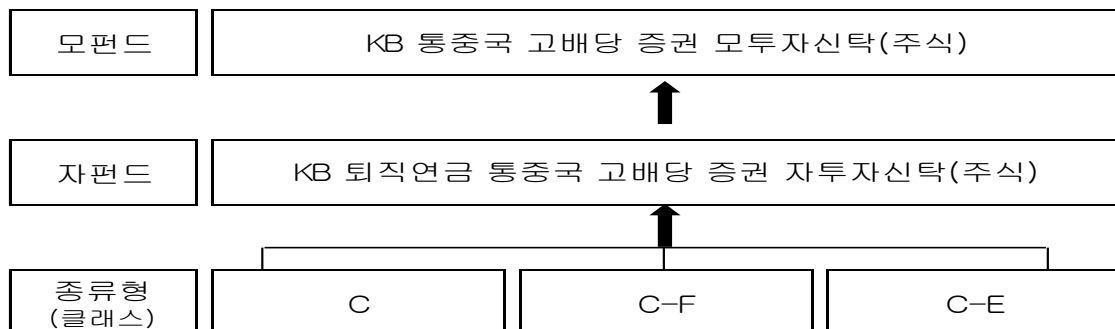 모펀드
KB 통중국 고배당 증권 모투자신탁(주식)
자펀드
KB 퇴직연금 통중국 고배당 증권 자투자신탁(주식)
종류형
(클래스)
C
C-F
C-E